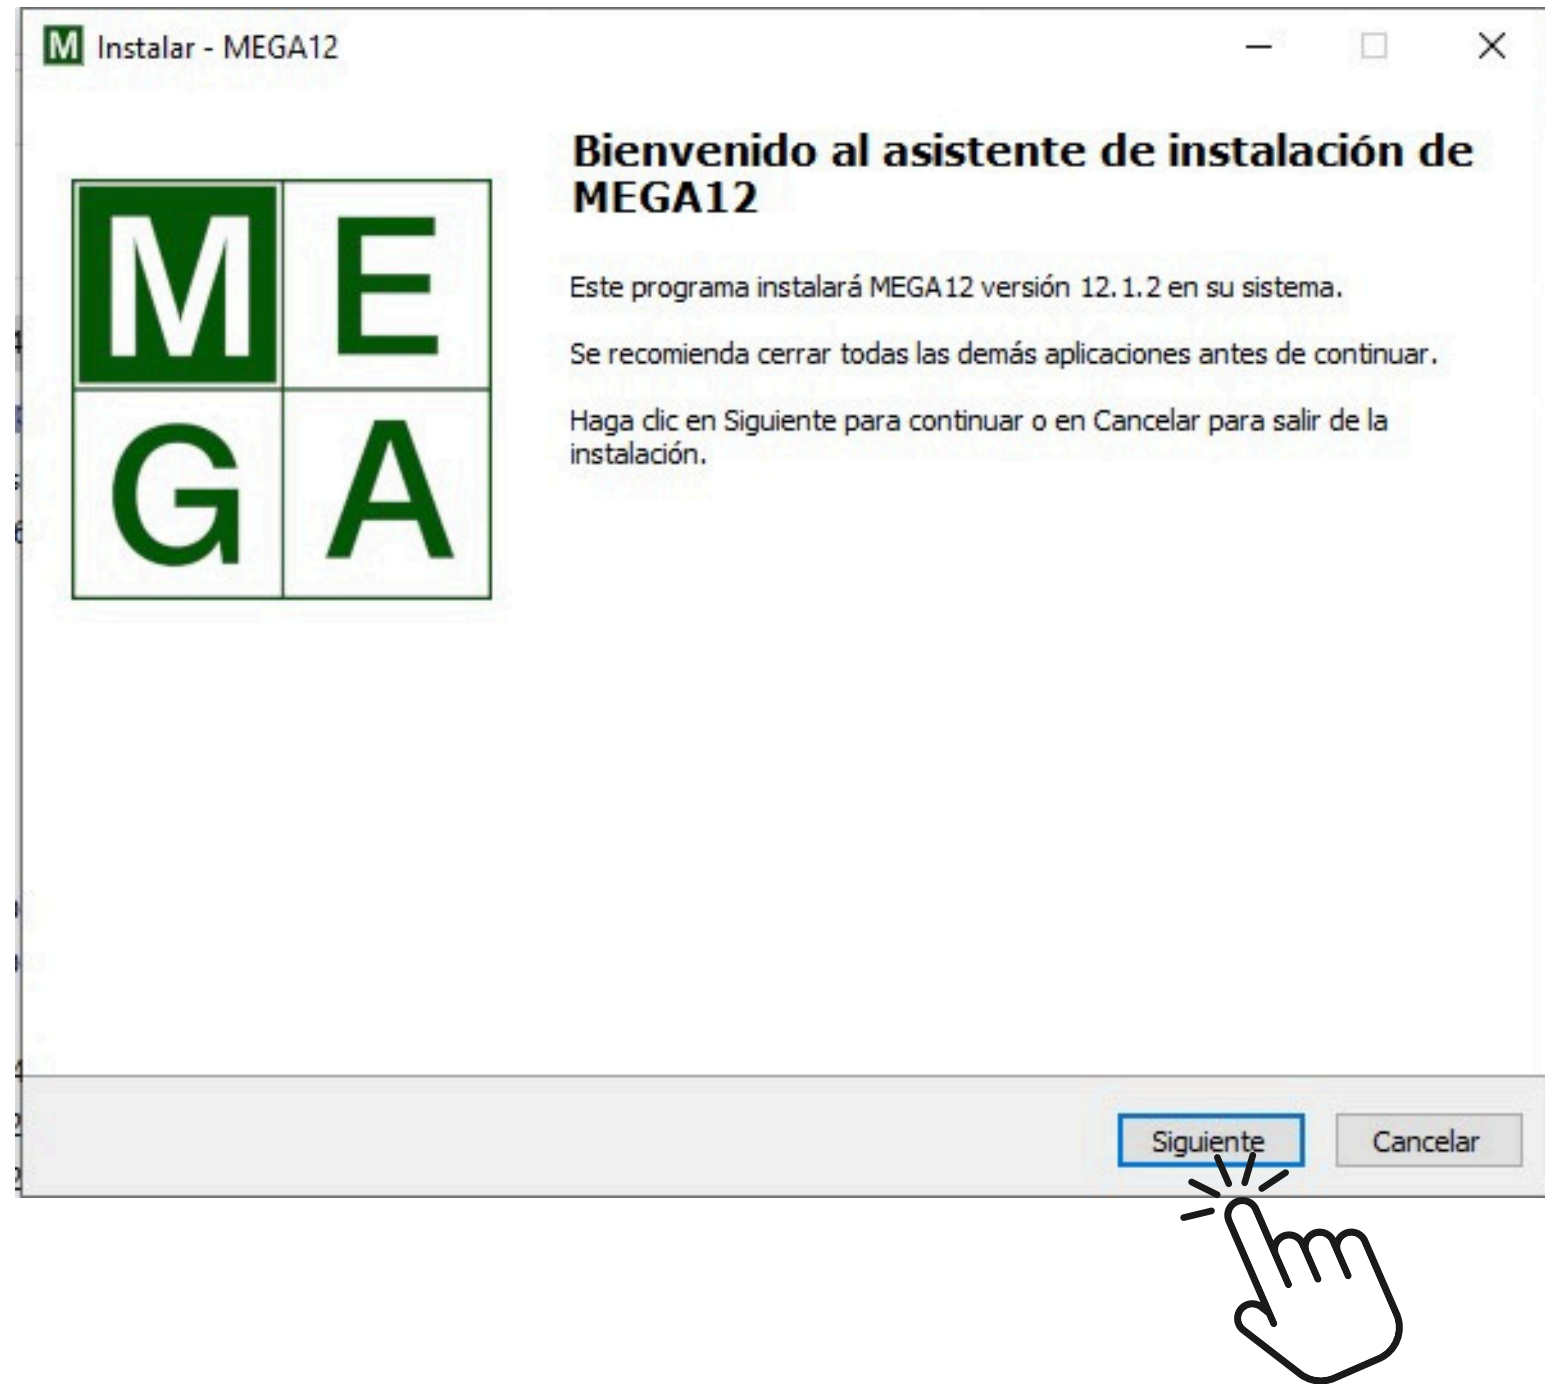 M Instalar - MEGA12
Bienvenido al asistente de instalación de
MEGA12
M E
G A
Este programa instalará MEGA12 versión 12.1.2 en su sistema.
Se recomienda cerrar todas las demás aplicaciones antes de continuar.
Haga clic en Siguiente para continuar o en Cancelar para salir de la
instalación.
Siguiente Cancelar